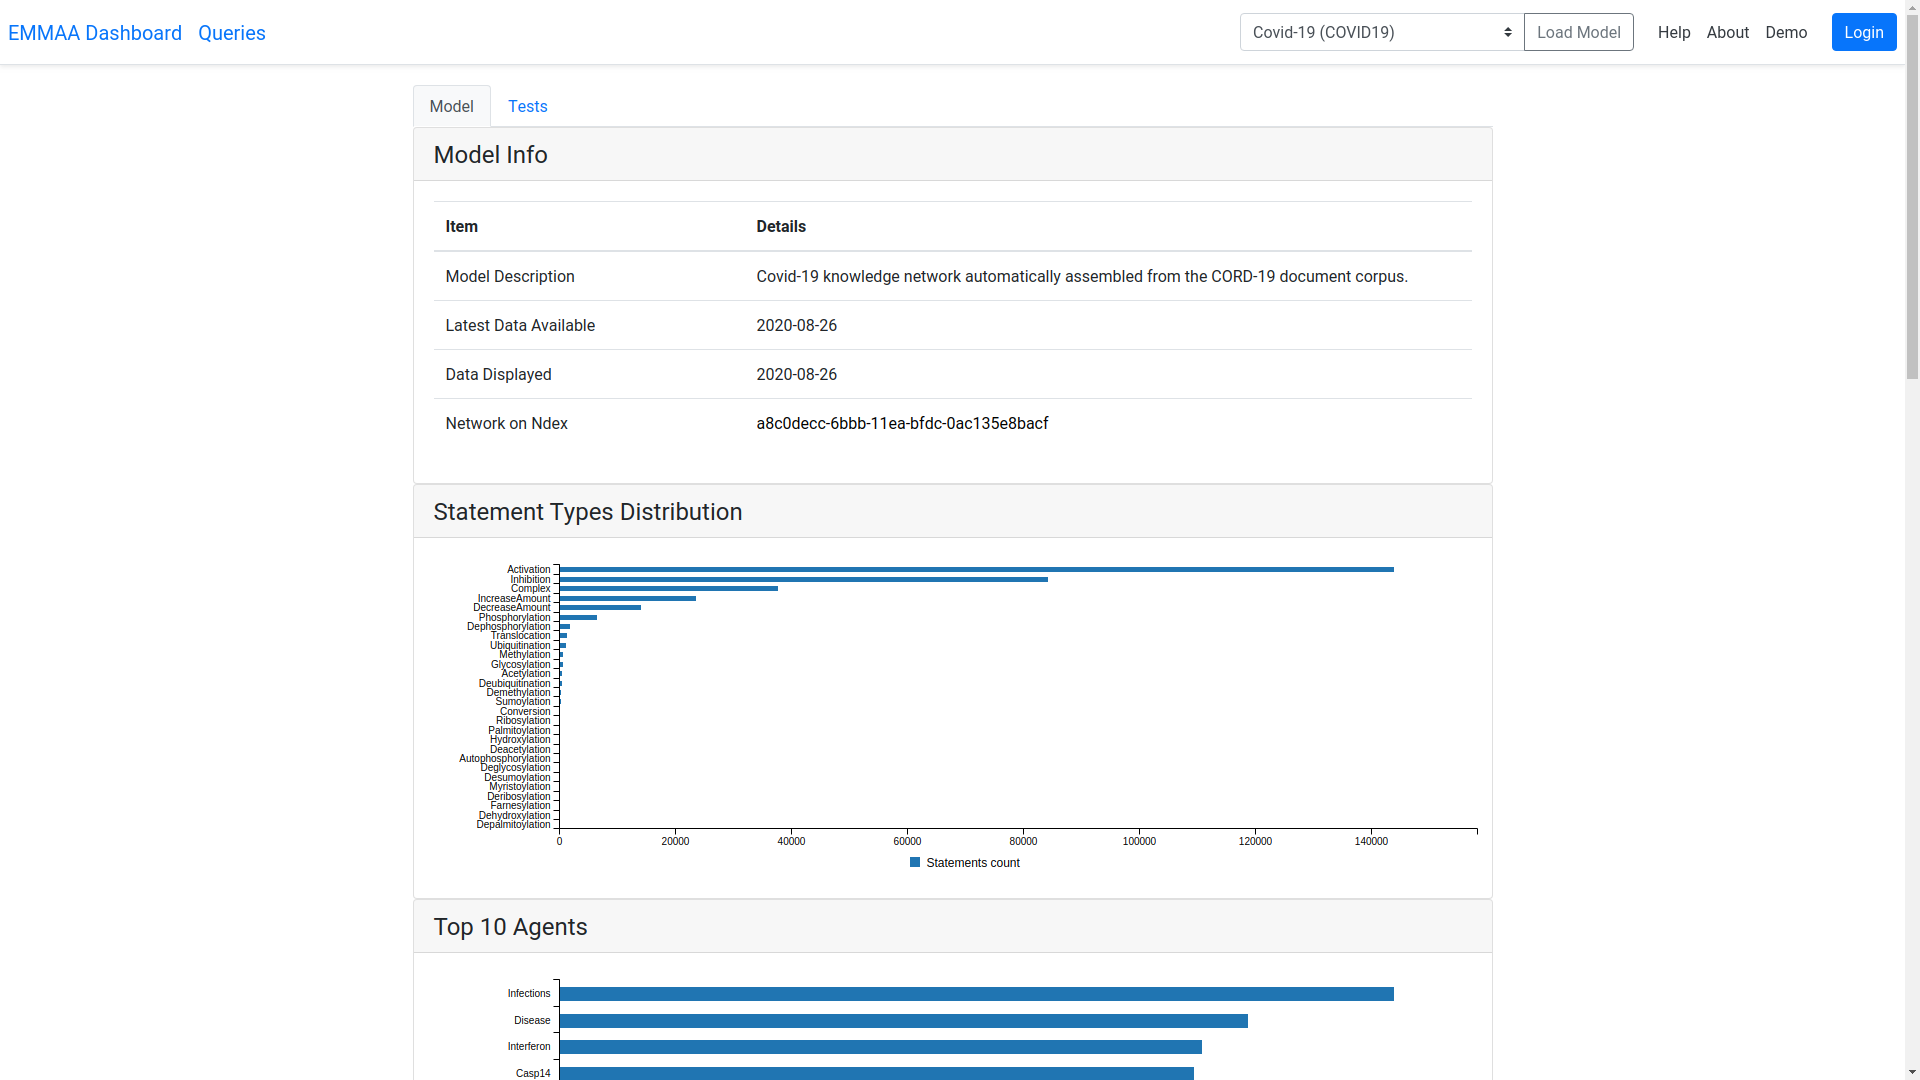 EMMAA Dashboard Queries Covid-19 (COVID19) Load Model Help About Demo Login
Model Tests
Model Info
Item Details
Model Description Covid-19 knowledge network automatically assembled from the CORD-19 document corpus.
Latest Data Available 2020-08-26
Data Displayed 2020-08-26
Network on Ndex a8c0decc-6bbb-11ea-bfdc-0ac135e8bacf
Statement Types Distribution
Activation
Inhibition
Complex
IncreaseAmount
DecreaseAmount
Phosphorylation
Dephosphorylation
Translocation
Ubiquitination
Methylation
Glycosylation
Acetylation
Deubiquitination
Demethylation
Sumoylation
Conversion
Ribosylation
Palmitoylation
Hydroxylation
Deacetylation
Autophosphorylation
Deglycosylation
Desumoylation
Myristoylation
Deribosylation
Farnesylation
Dehydroxylation
Depalmitoylation
0 20000 40000 60000 80000 100000 120000 140000
Statements count
Top 10 Agents
Infections
Disease
Interferon
Casp14